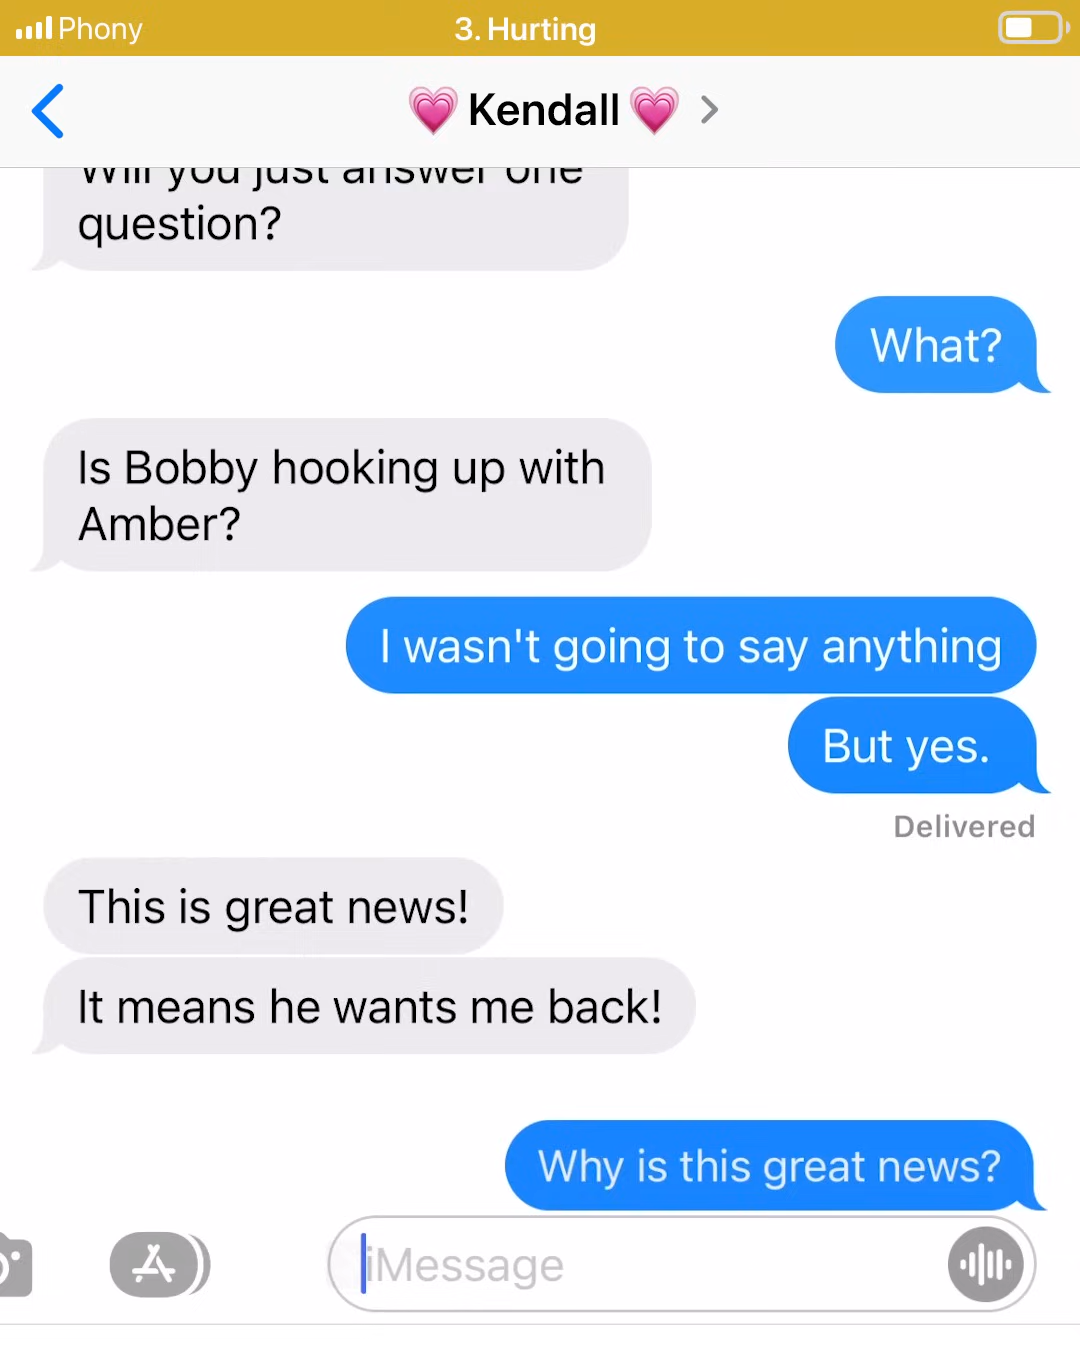 Phony
3. Hurting
Kendall
Will you just answer one
question?
What?
Is Bobby hooking up with
Amber?
I wasn't going to say anything
But yes.
Delivered
This is great news!
It means he wants me back!
Why is this great news?
iMessage